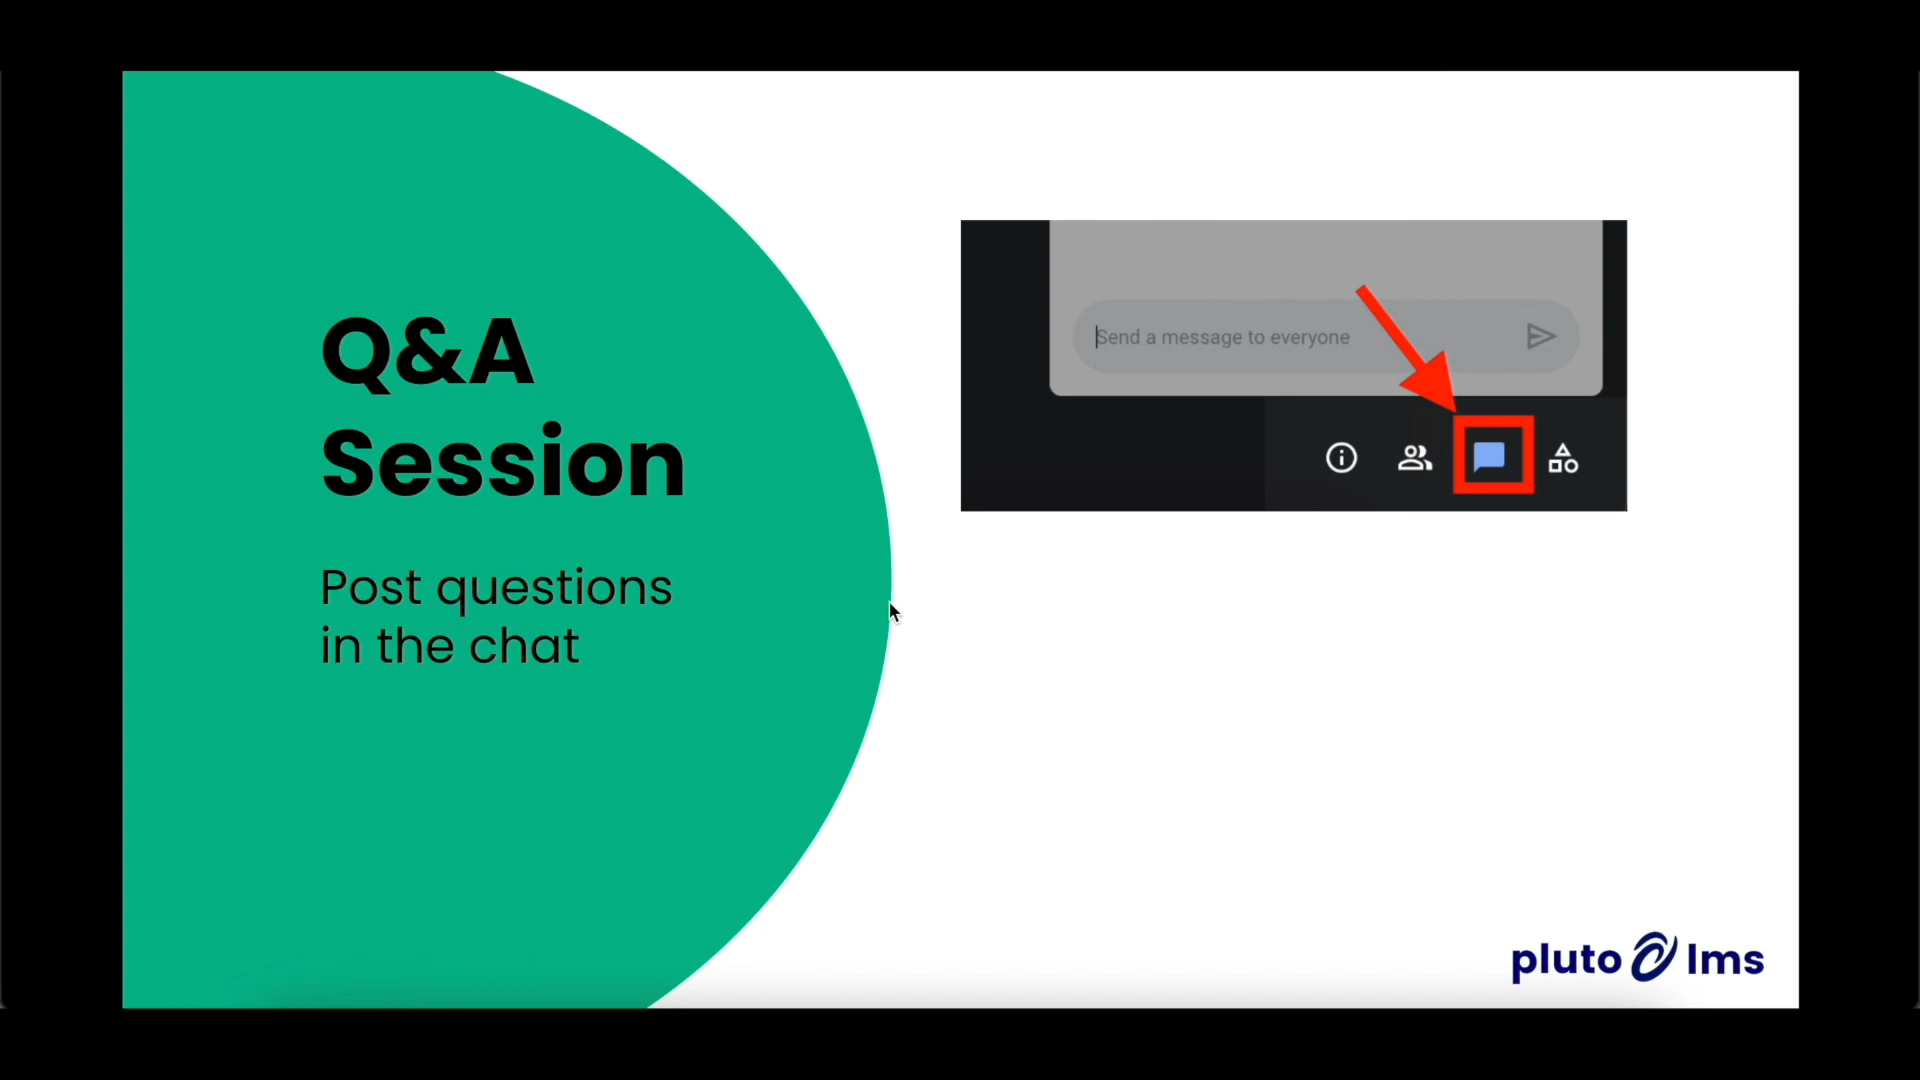 Q&A
Session
Post questions
in the chat
Send a message to everyone
pluto lms